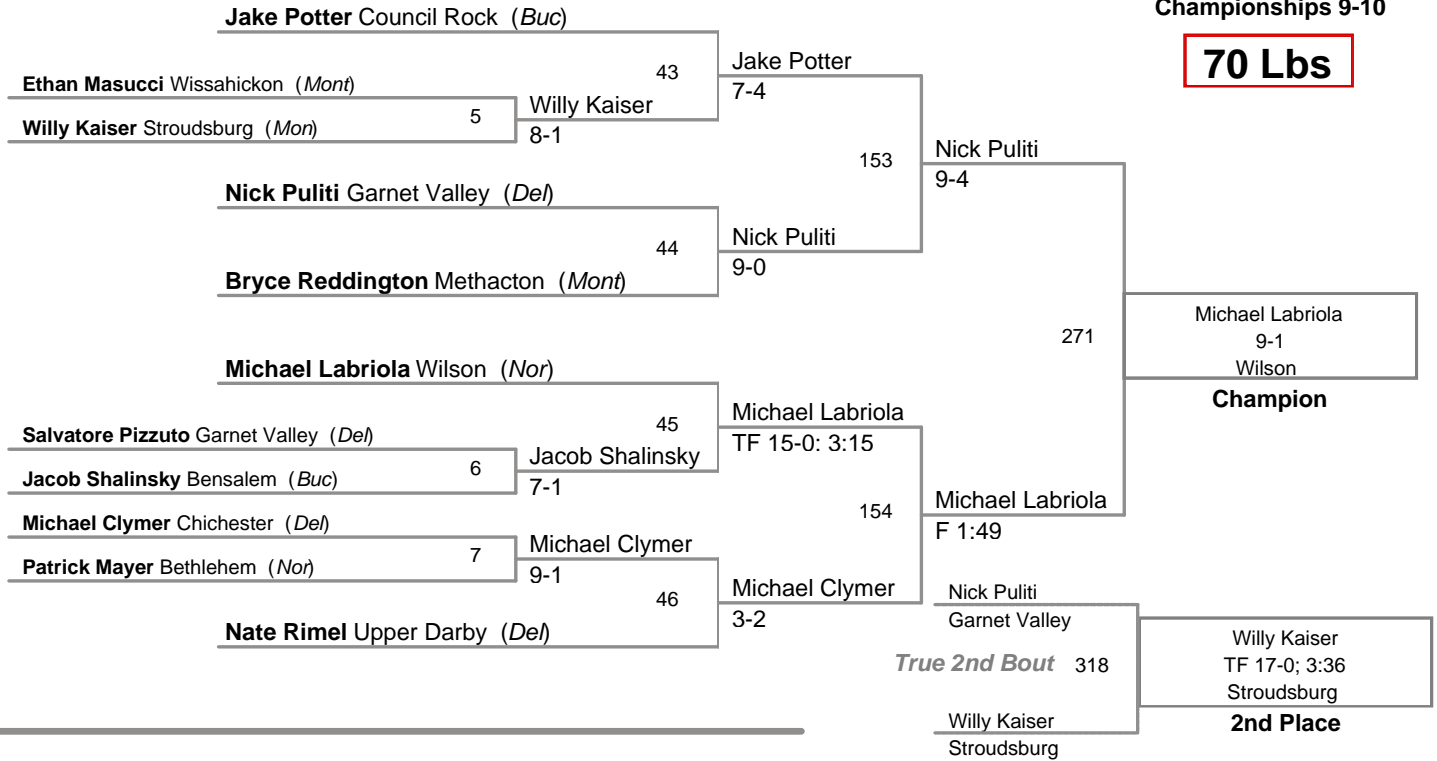 Championships 9-10
70 Lbs
Jake Potter Council Rock (Buc)
43
Jake Potter
7-4
Ethan Masucci Wissahickon (Mont)
5
Willy Kaiser
8-1
Willy Kaiser Stroudsburg (Mon)
153
Nick Puliti
9-4
Nick Puliti Garnet Valley (Del)
44
Nick Puliti
9-0
Bryce Reddington Methacton (Mont)
271
Michael Labriola
9-1
Wilson
Champion
Michael Labriola Wilson (Nor)
45
Michael Labriola
TF 15-0: 3:15
Salvatore Pizzuto Garnet Valley (Del)
6
Jacob Shalinsky
7-1
Jacob Shalinsky Bensalem (Buc)
154
Michael Labriola
F 1:49
Michael Clymer Chichester (Del)
7
Michael Clymer
9-1
Patrick Mayer Bethlehem (Nor)
46
Michael Clymer
3-2
Nate Rimel Upper Darby (Del)
Nick Puliti
Garnet Valley
True 2nd Bout 318
Willy Kaiser
TF 17-0; 3:36
Stroudsburg
2nd Place
Willy Kaiser
Stroudsburg